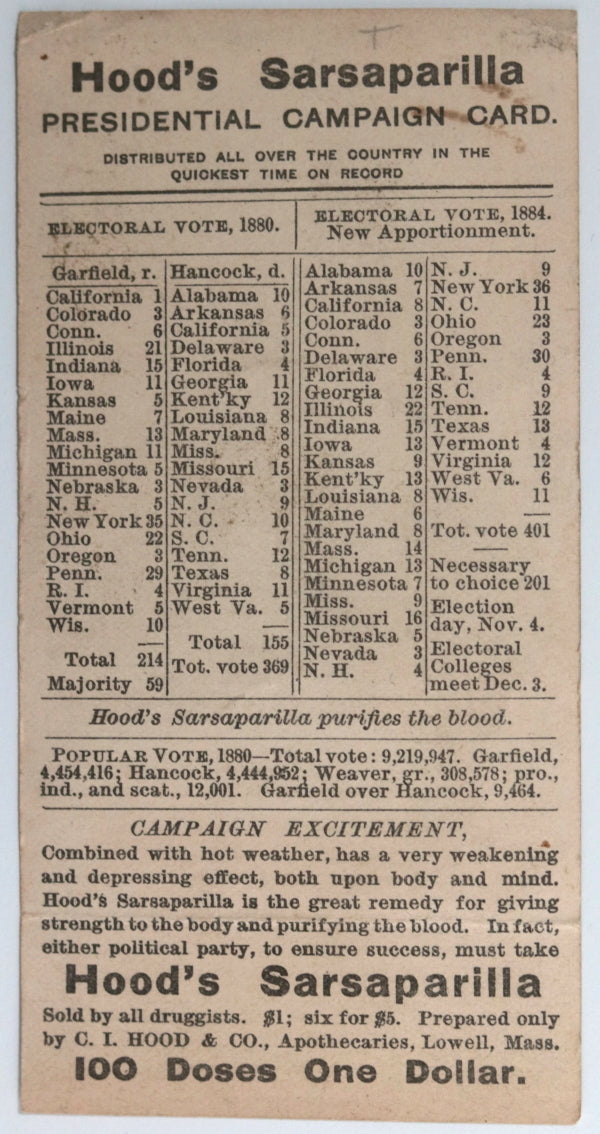 Hood's Sarsaparilla
PRESIDENTIAL CAMPAIGN CARD.
DISTRIBUTED ALL OVER THE COUNTRY IN THE
QUICKEST TIME ON RECORD
ELECTORAL VOTE, 1880.
Garfield, r.
California 1
Colorado 3
Conn. 6
Illinois 21
Indiana 15
Iowa 11
Kansas 5
Maine 7
Mass. 13
Michigan 11
Minnesota 5
Nebraska 3
N. H. 5
New York 35
Ohio 22
Oregon 3
Penn. 29
R. I. 4
Vermont 5
Wis. 10
Total 214
Majority 59
Hancock, d.
Alabama 10
Arkansas 6
California 5
Delaware 3
Florida 4
Georgia 11
Kent'ky 12
Louisiana 8
Maryland 8
Miss. 8
Missouri 15
Nevada 3
N. J. 9
N. C. 10
S. C. 7
Tenn. 12
Texas 8
Virginia 11
West Va. 5
Total 155
Tot. vote 369
ELECTORAL VOTE, 1884.
New Apportionment.
Alabama 10
Arkansas 7
California 8
Colorado 3
Conn. 6
Delaware 3
Florida 4
Georgia 12
Illinois 22
Indiana 15
Iowa 13
Kansas 9
Kent'ky 13
Louisiana 8
Maine 6
Maryland 8
Mass. 14
Michigan 13
Minnesota 7
Miss. 9
Missouri 16
Nebraska 5
Nevada 3
N. H. 4
N. J. 9
New York 36
N. C. 11
Ohio 23
Oregon 3
Penn. 30
R. I. 4
S. C. 9
Tenn. 12
Texas 13
Vermont 4
Virginia 12
West Va. 6
Wis. 11
Tot. vote 401
Necessary
to choice 201
Election
day, Nov. 4.
Electoral
Colleges
meet Dec. 3.
Hood's Sarsaparilla purifies the blood.
POPULAR VOTE, 1880—Total vote: 9,219,947. Garfield,
4,454,416; Hancock, 4,444,952; Weaver, gr., 308,578; pro.,
ind., and scat., 12,001. Garfield over Hancock, 9,464.
CAMPAIGN EXCITEMENT,
Combined with hot weather, has a very weakening
and depressing effect, both upon body and mind.
Hood's Sarsaparilla is the great remedy for giving
strength to the body and purifying the blood. In fact,
either political party, to ensure success, must take
Hood's Sarsaparilla
Sold by all druggists. $1; six for $5. Prepared only
by C. I. HOOD & CO., Apothecaries, Lowell, Mass.
100 Doses One Dollar.